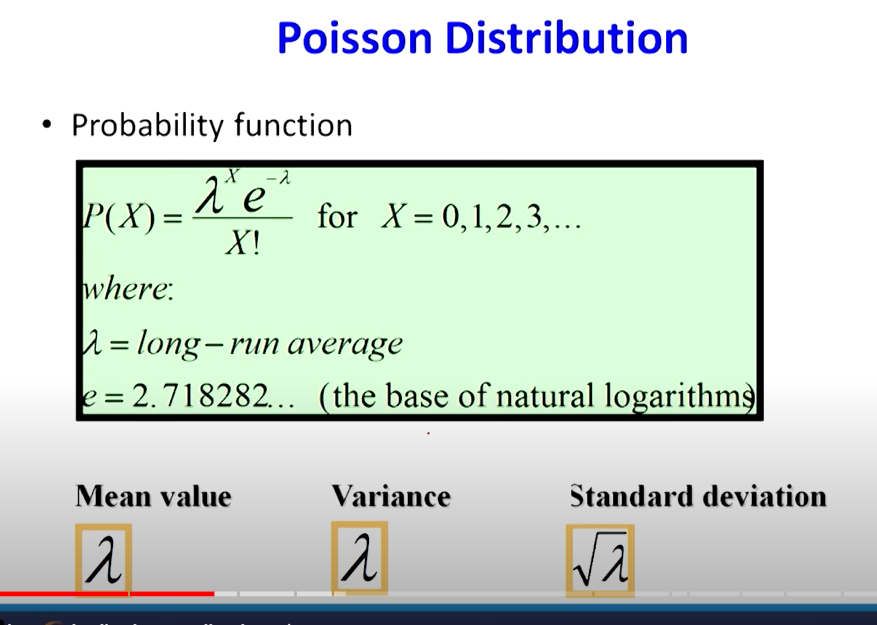 Poisson Distribution
• Probability function
P(X) = λ^X e^−λ / X! for X = 0,1,2,3,...
where:
λ = long – run average
e = 2.718282... (the base of natural logarithms)
Mean value Variance Standard deviation
λ λ √λ